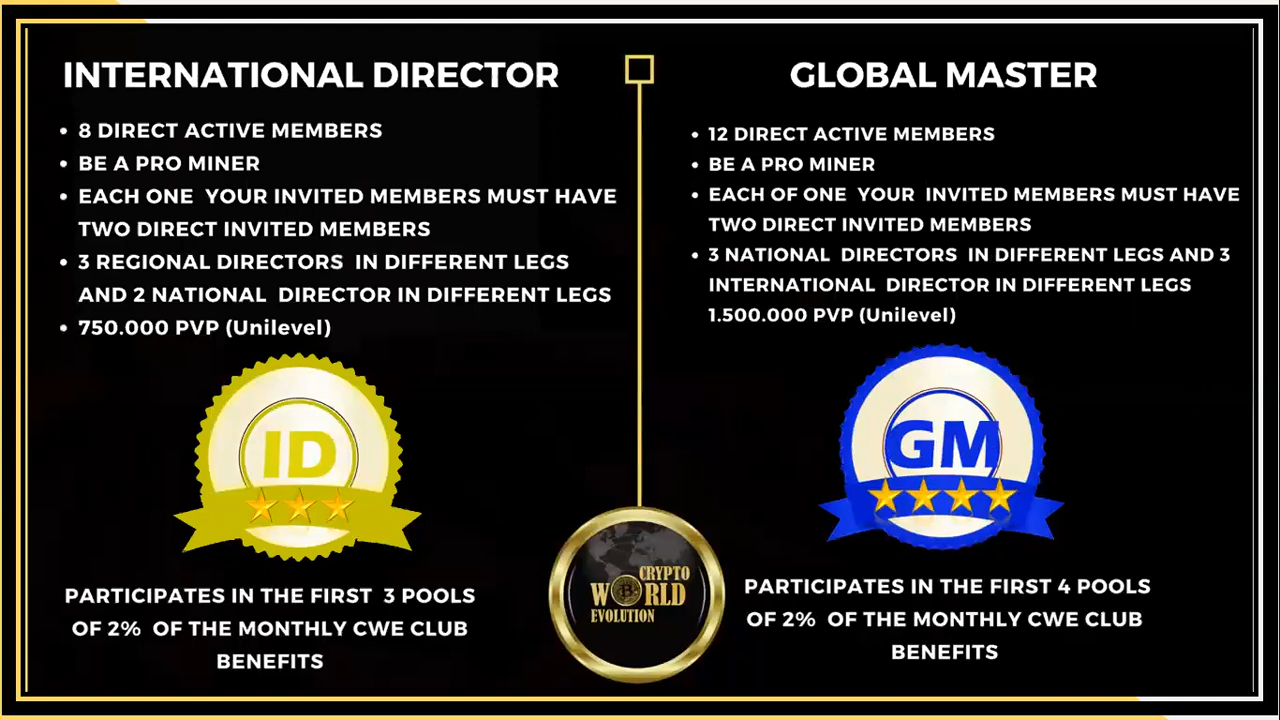 INTERNATIONAL DIRECTOR
• 8 DIRECT ACTIVE MEMBERS
• BE A PRO MINER
• EACH ONE YOUR INVITED MEMBERS MUST HAVE
TWO DIRECT INVITED MEMBERS
• 3 REGIONAL DIRECTORS IN DIFFERENT LEGS
AND 2 NATIONAL DIRECTOR IN DIFFERENT LEGS
• 750.000 PVP (Unilevel)
ID
PARTICIPATES IN THE FIRST 3 POOLS
OF 2% OF THE MONTHLY CWE CLUB
BENEFITS
GLOBAL MASTER
• 12 DIRECT ACTIVE MEMBERS
• BE A PRO MINER
• EACH OF ONE YOUR INVITED MEMBERS MUST HAVE
TWO DIRECT INVITED MEMBERS
• 3 NATIONAL DIRECTORS IN DIFFERENT LEGS AND 3
INTERNATIONAL DIRECTOR IN DIFFERENT LEGS
1.500.000 PVP (Unilevel)
GM
PARTICIPATES IN THE FIRST 4 POOLS
OF 2% OF THE MONTHLY CWE CLUB
BENEFITS
CRYPTO
WORLD
EVOLUTION